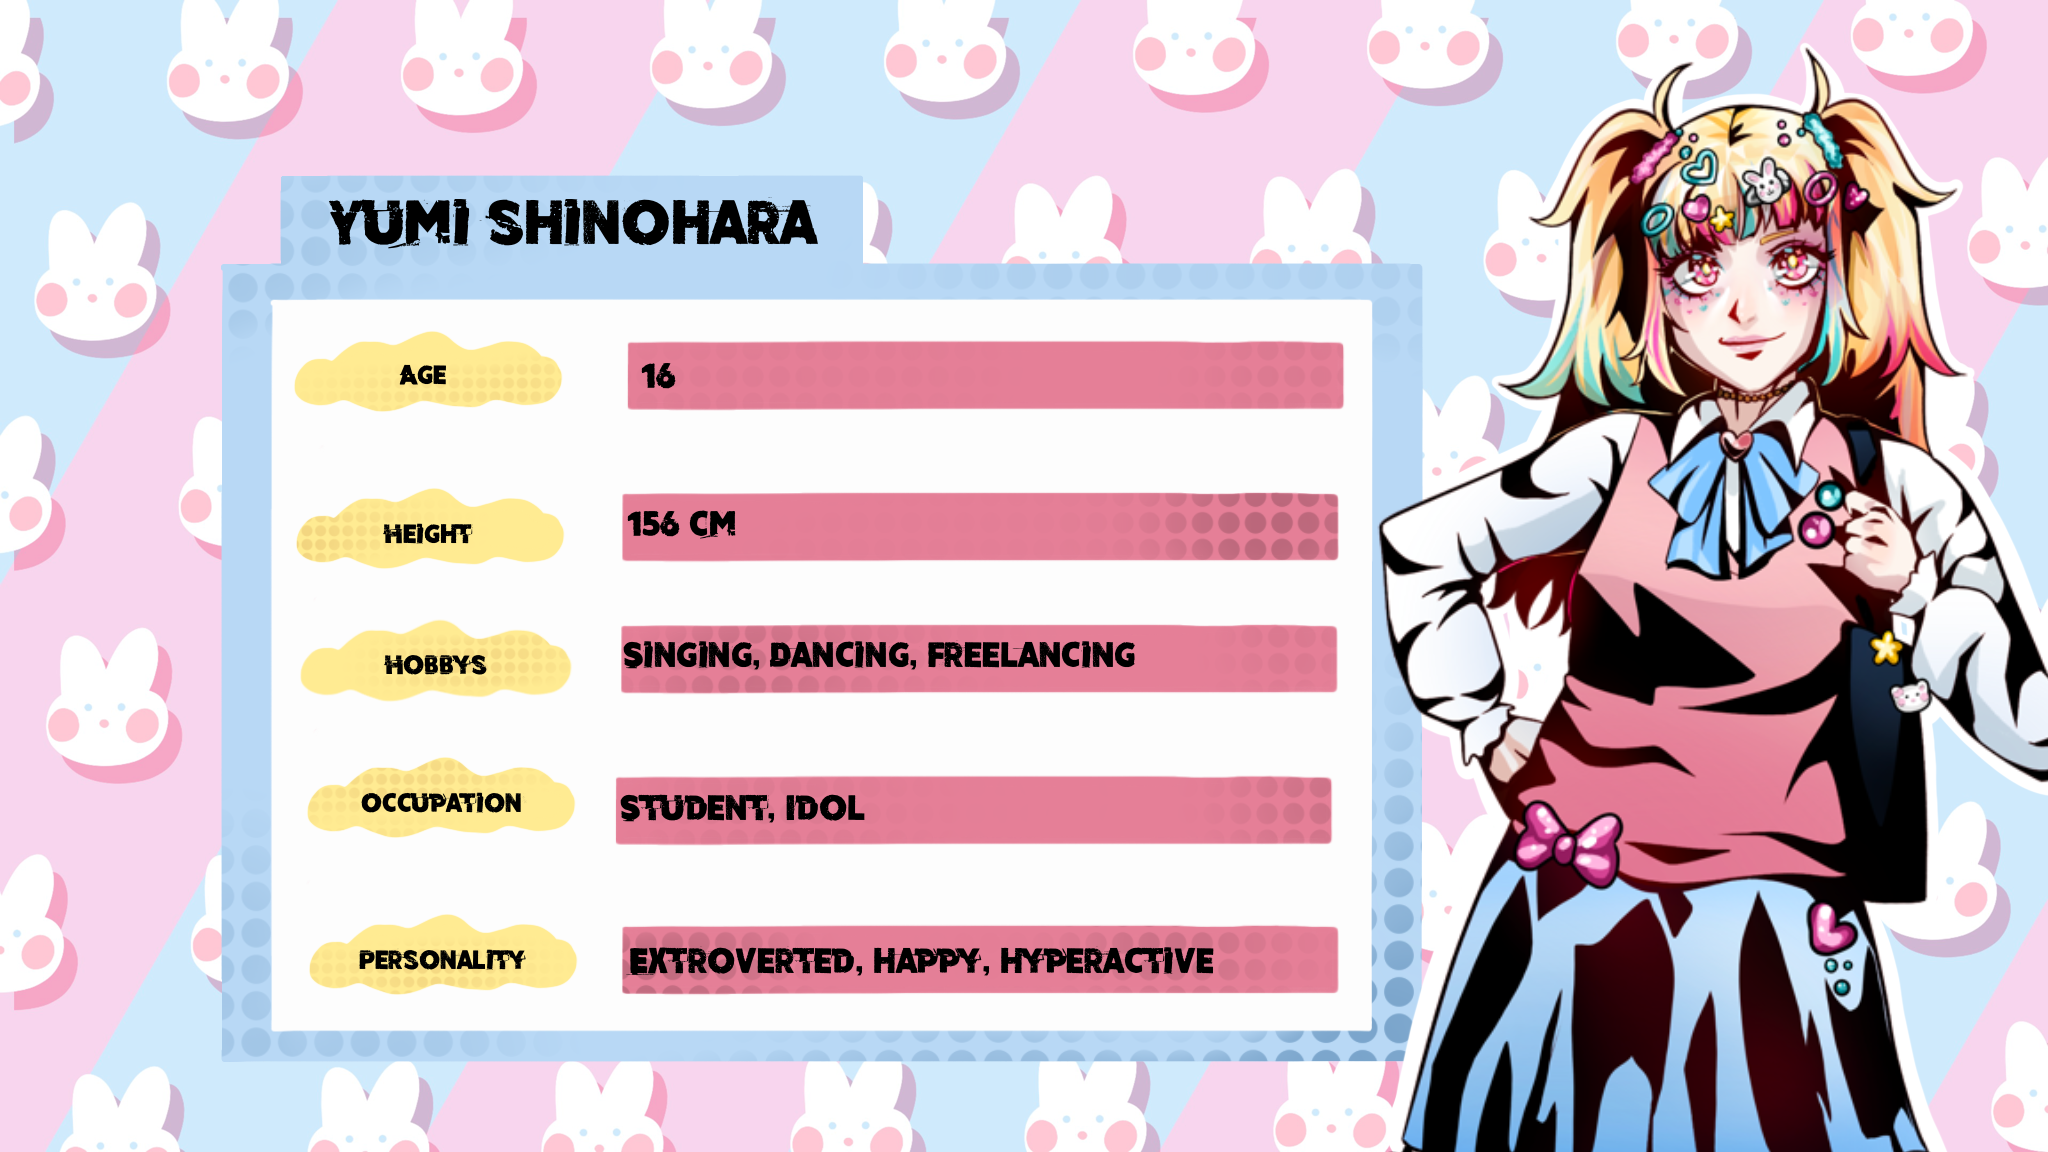 YUMI SHINOHARA
AGE
16
HEIGHT
156 CM
HOBBYS
SINGING, DANCING, FREELANCING
OCCUPATION
STUDENT, IDOL
PERSONALITY
EXTROVERTED, HAPPY, HYPERACTIVE